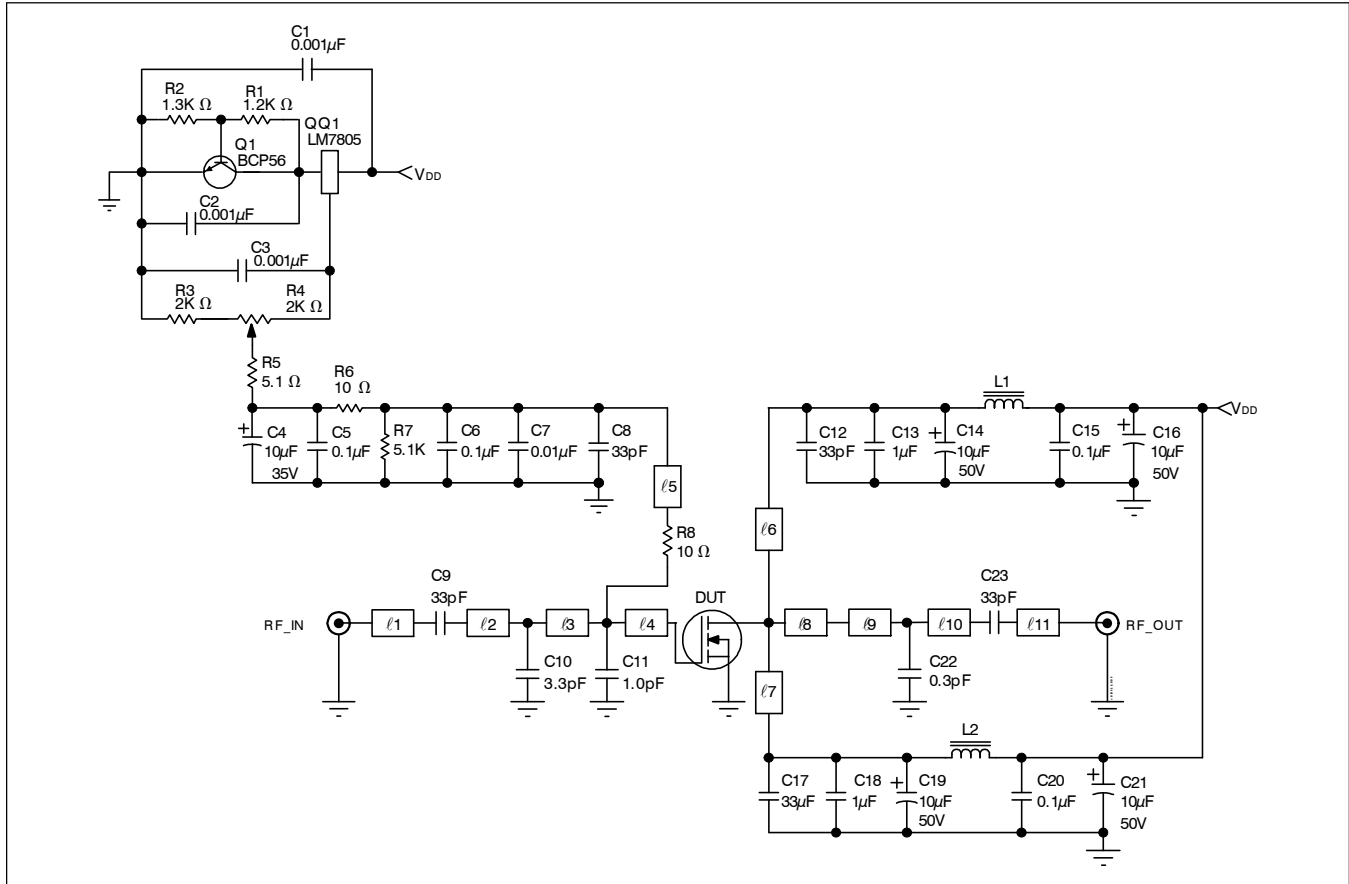 C1
0.001µF
R2
1.3K Ω
R1
1.2K Ω
QQ1
LM7805
Q1
BCP56
VDD
C2
0.001µF
C3
0.001µF
R3
2K Ω
R4
2K Ω
R5
5.1 Ω
R6
10 Ω
L1
VDD
+
C4
10µF
35V
C5
0.1µF
R7
5.1K
C6
0.1µF
C7
0.01µF
C8
33pF
C12
33pF
C13
1µF
+
C14
10µF
50V
C15
0.1µF
+
C16
10µF
50V
ℓ5
ℓ6
R8
10 Ω
C9
33pF
DUT
C23
33pF
RF_IN
ℓ1
ℓ2
ℓ3
ℓ4
ℓ8
ℓ9
ℓ10
ℓ11
RF_OUT
C10
3.3pF
C11
1.0pF
C22
0.3pF
ℓ7
L2
C17
33µF
C18
1µF
+
C19
10µF
50V
C20
0.1µF
+
C21
10µF
50V